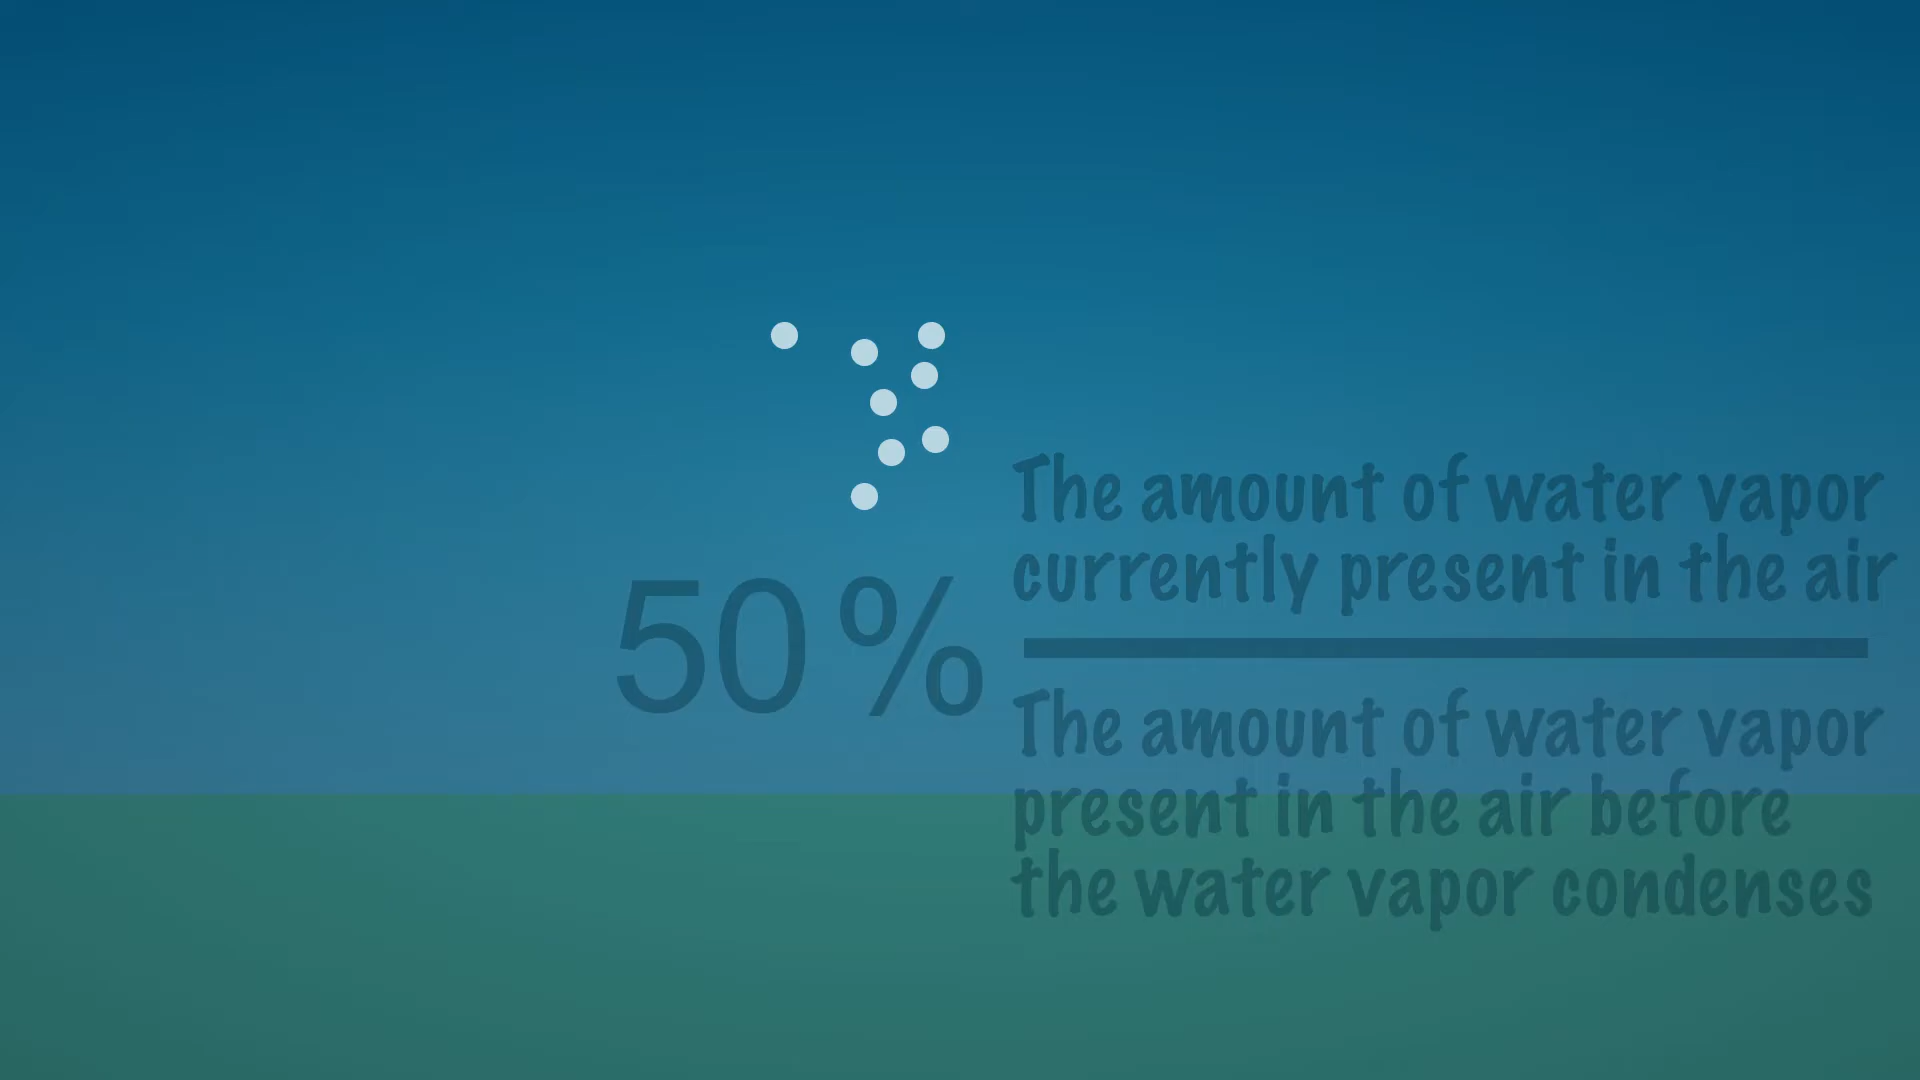 The amount of water vapor
currently present in the air
50%
The amount of water vapor
present in the air before
the water vapor condenses